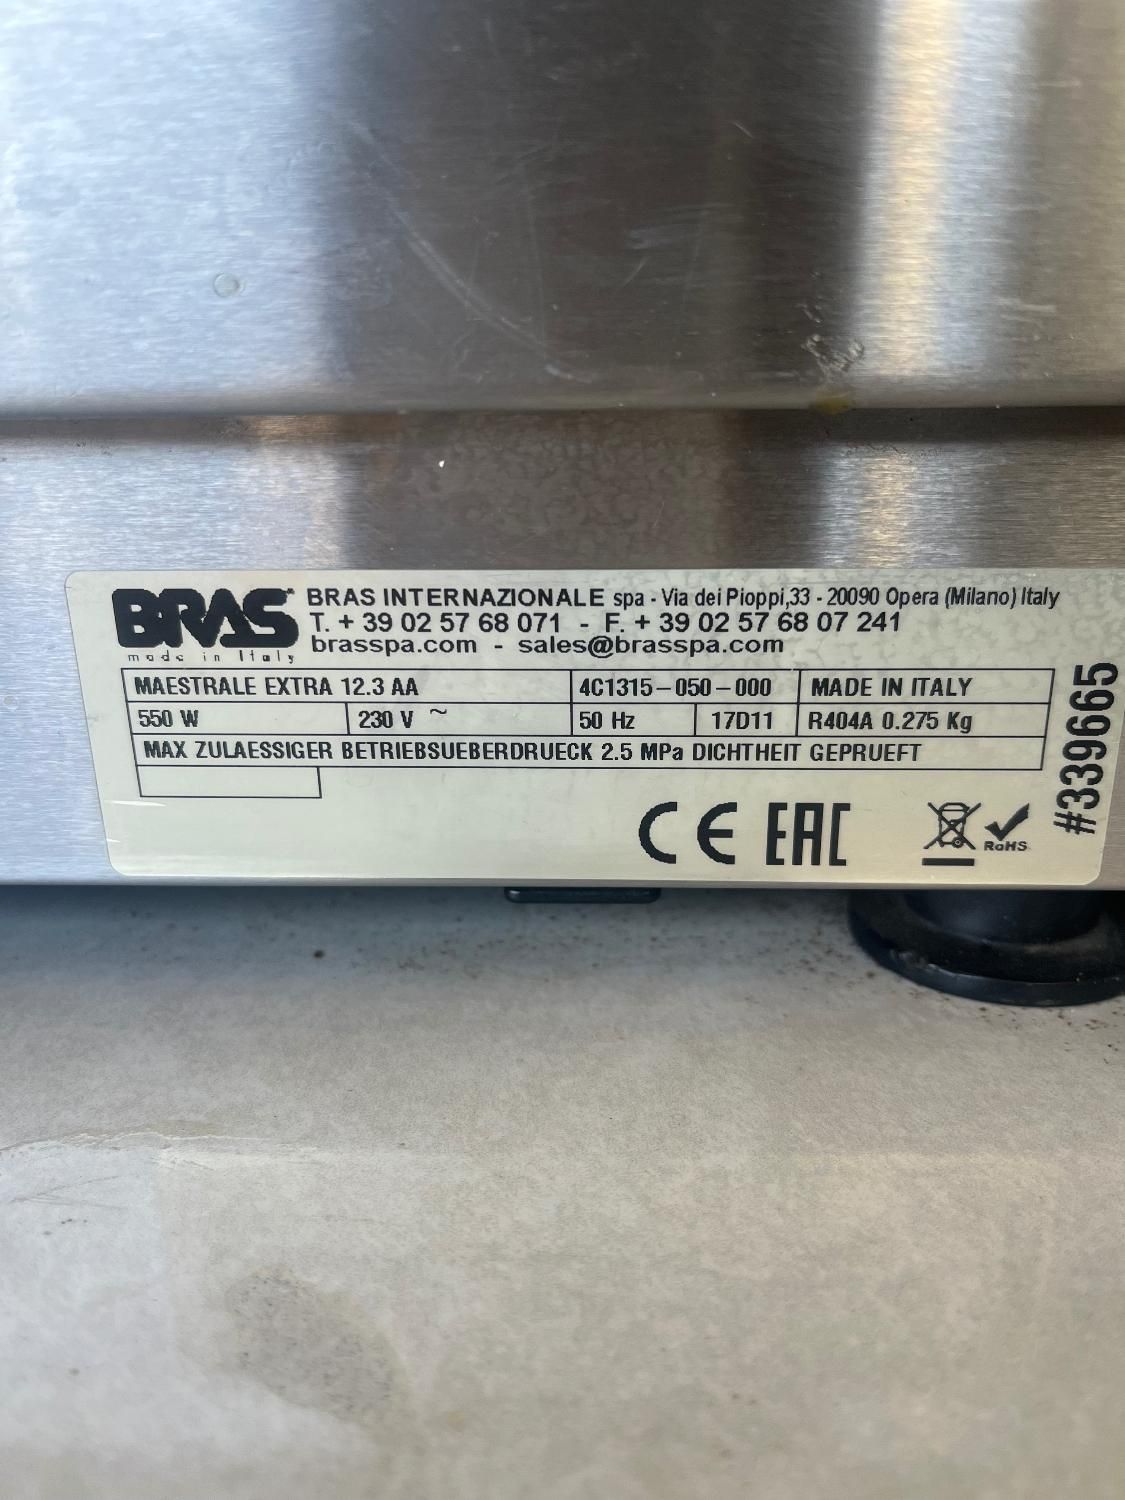 BRAS
made in Italy
BRAS INTERNAZIONALE spa - Via dei Pioppi,33 - 20090 Opera (Milano) Italy
T. + 39 02 57 68 071 - F. + 39 02 57 68 07 241
brasspa.com - sales@brasspa.com
MAESTRALE EXTRA 12.3 AA 4C1315-050-000 MADE IN ITALY
550 W 230 V ~ 50 Hz 17D11 R404A 0.275 Kg
MAX ZULAESSIGER BETRIEBSUEBERDRUECK 2.5 MPa DICHTHEIT GEPRUEFT
CE EAC
RoHS
#339665